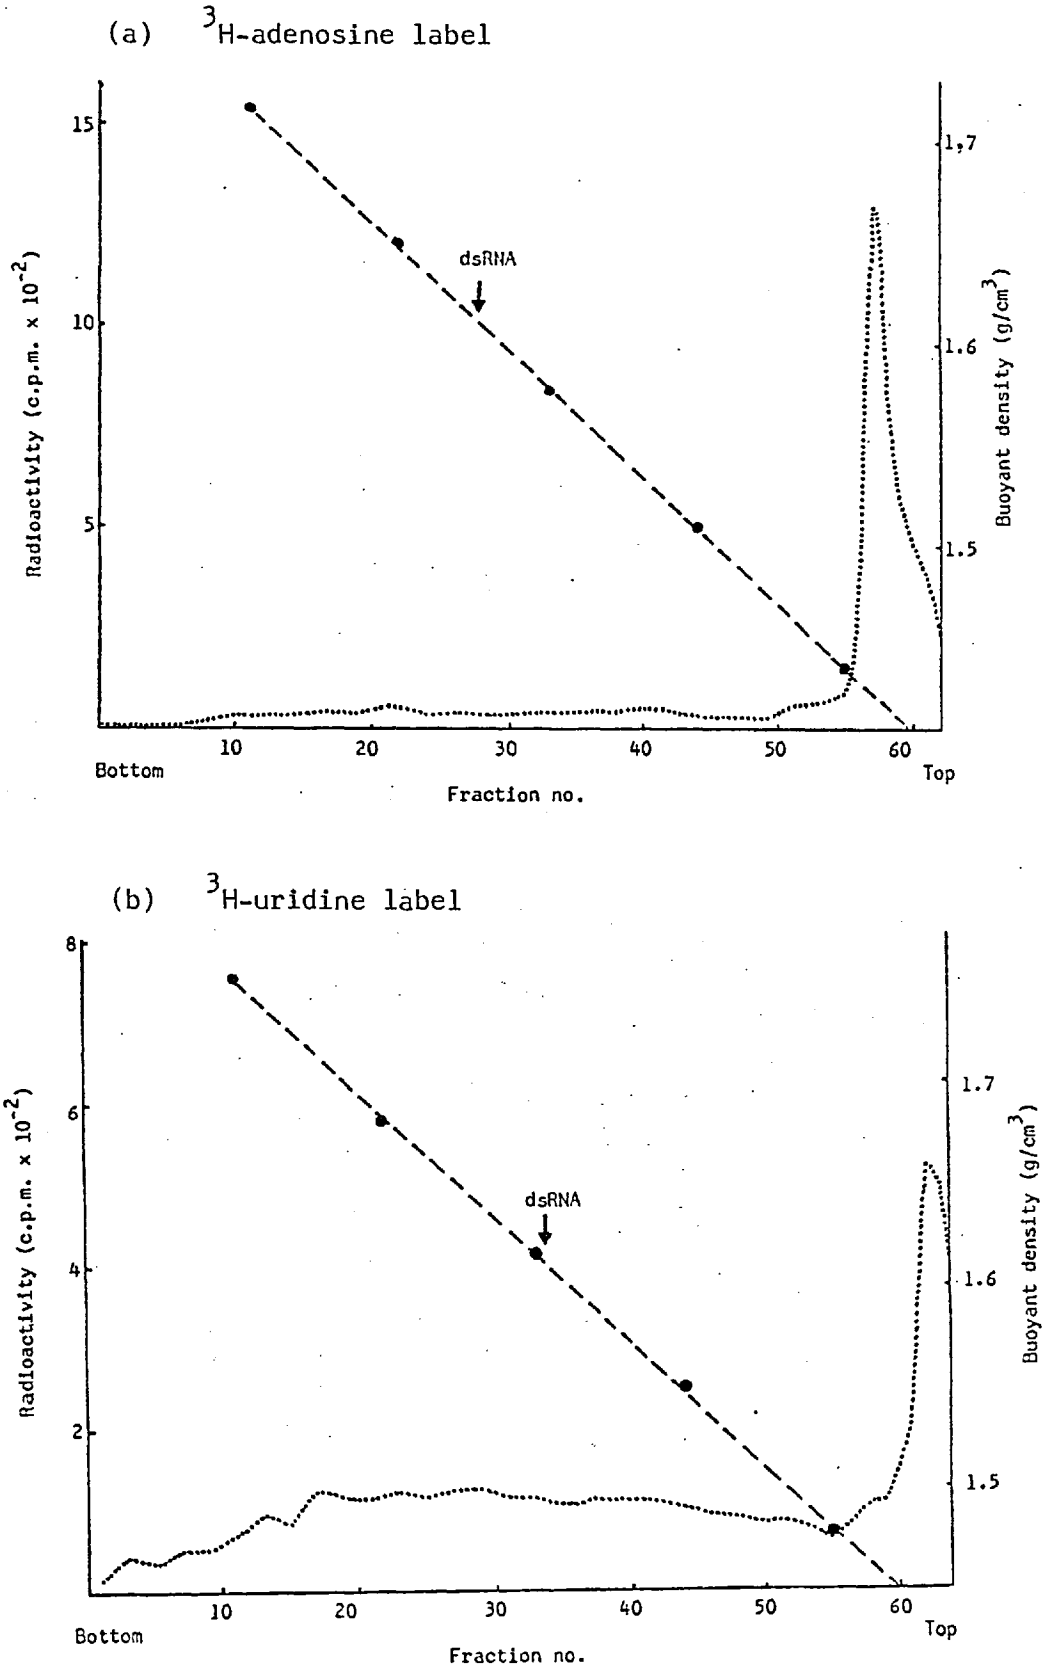 (a) ³H-adenosine label
15
10
5
Radioactivity (c.p.m. x 10⁻²)
dsRNA
1.7
1.6
1.5
Buoyant density (g/cm³)
10 20 30 40 50 60
Bottom
Top
Fraction no.
(b) ³H-uridine label
8
6
4
2
Radioactivity (c.p.m. x 10⁻²)
dsRNA
1.7
1.6
1.5
Buoyant density (g/cm³)
10 20 30 40 50 60
Bottom
Top
Fraction no.